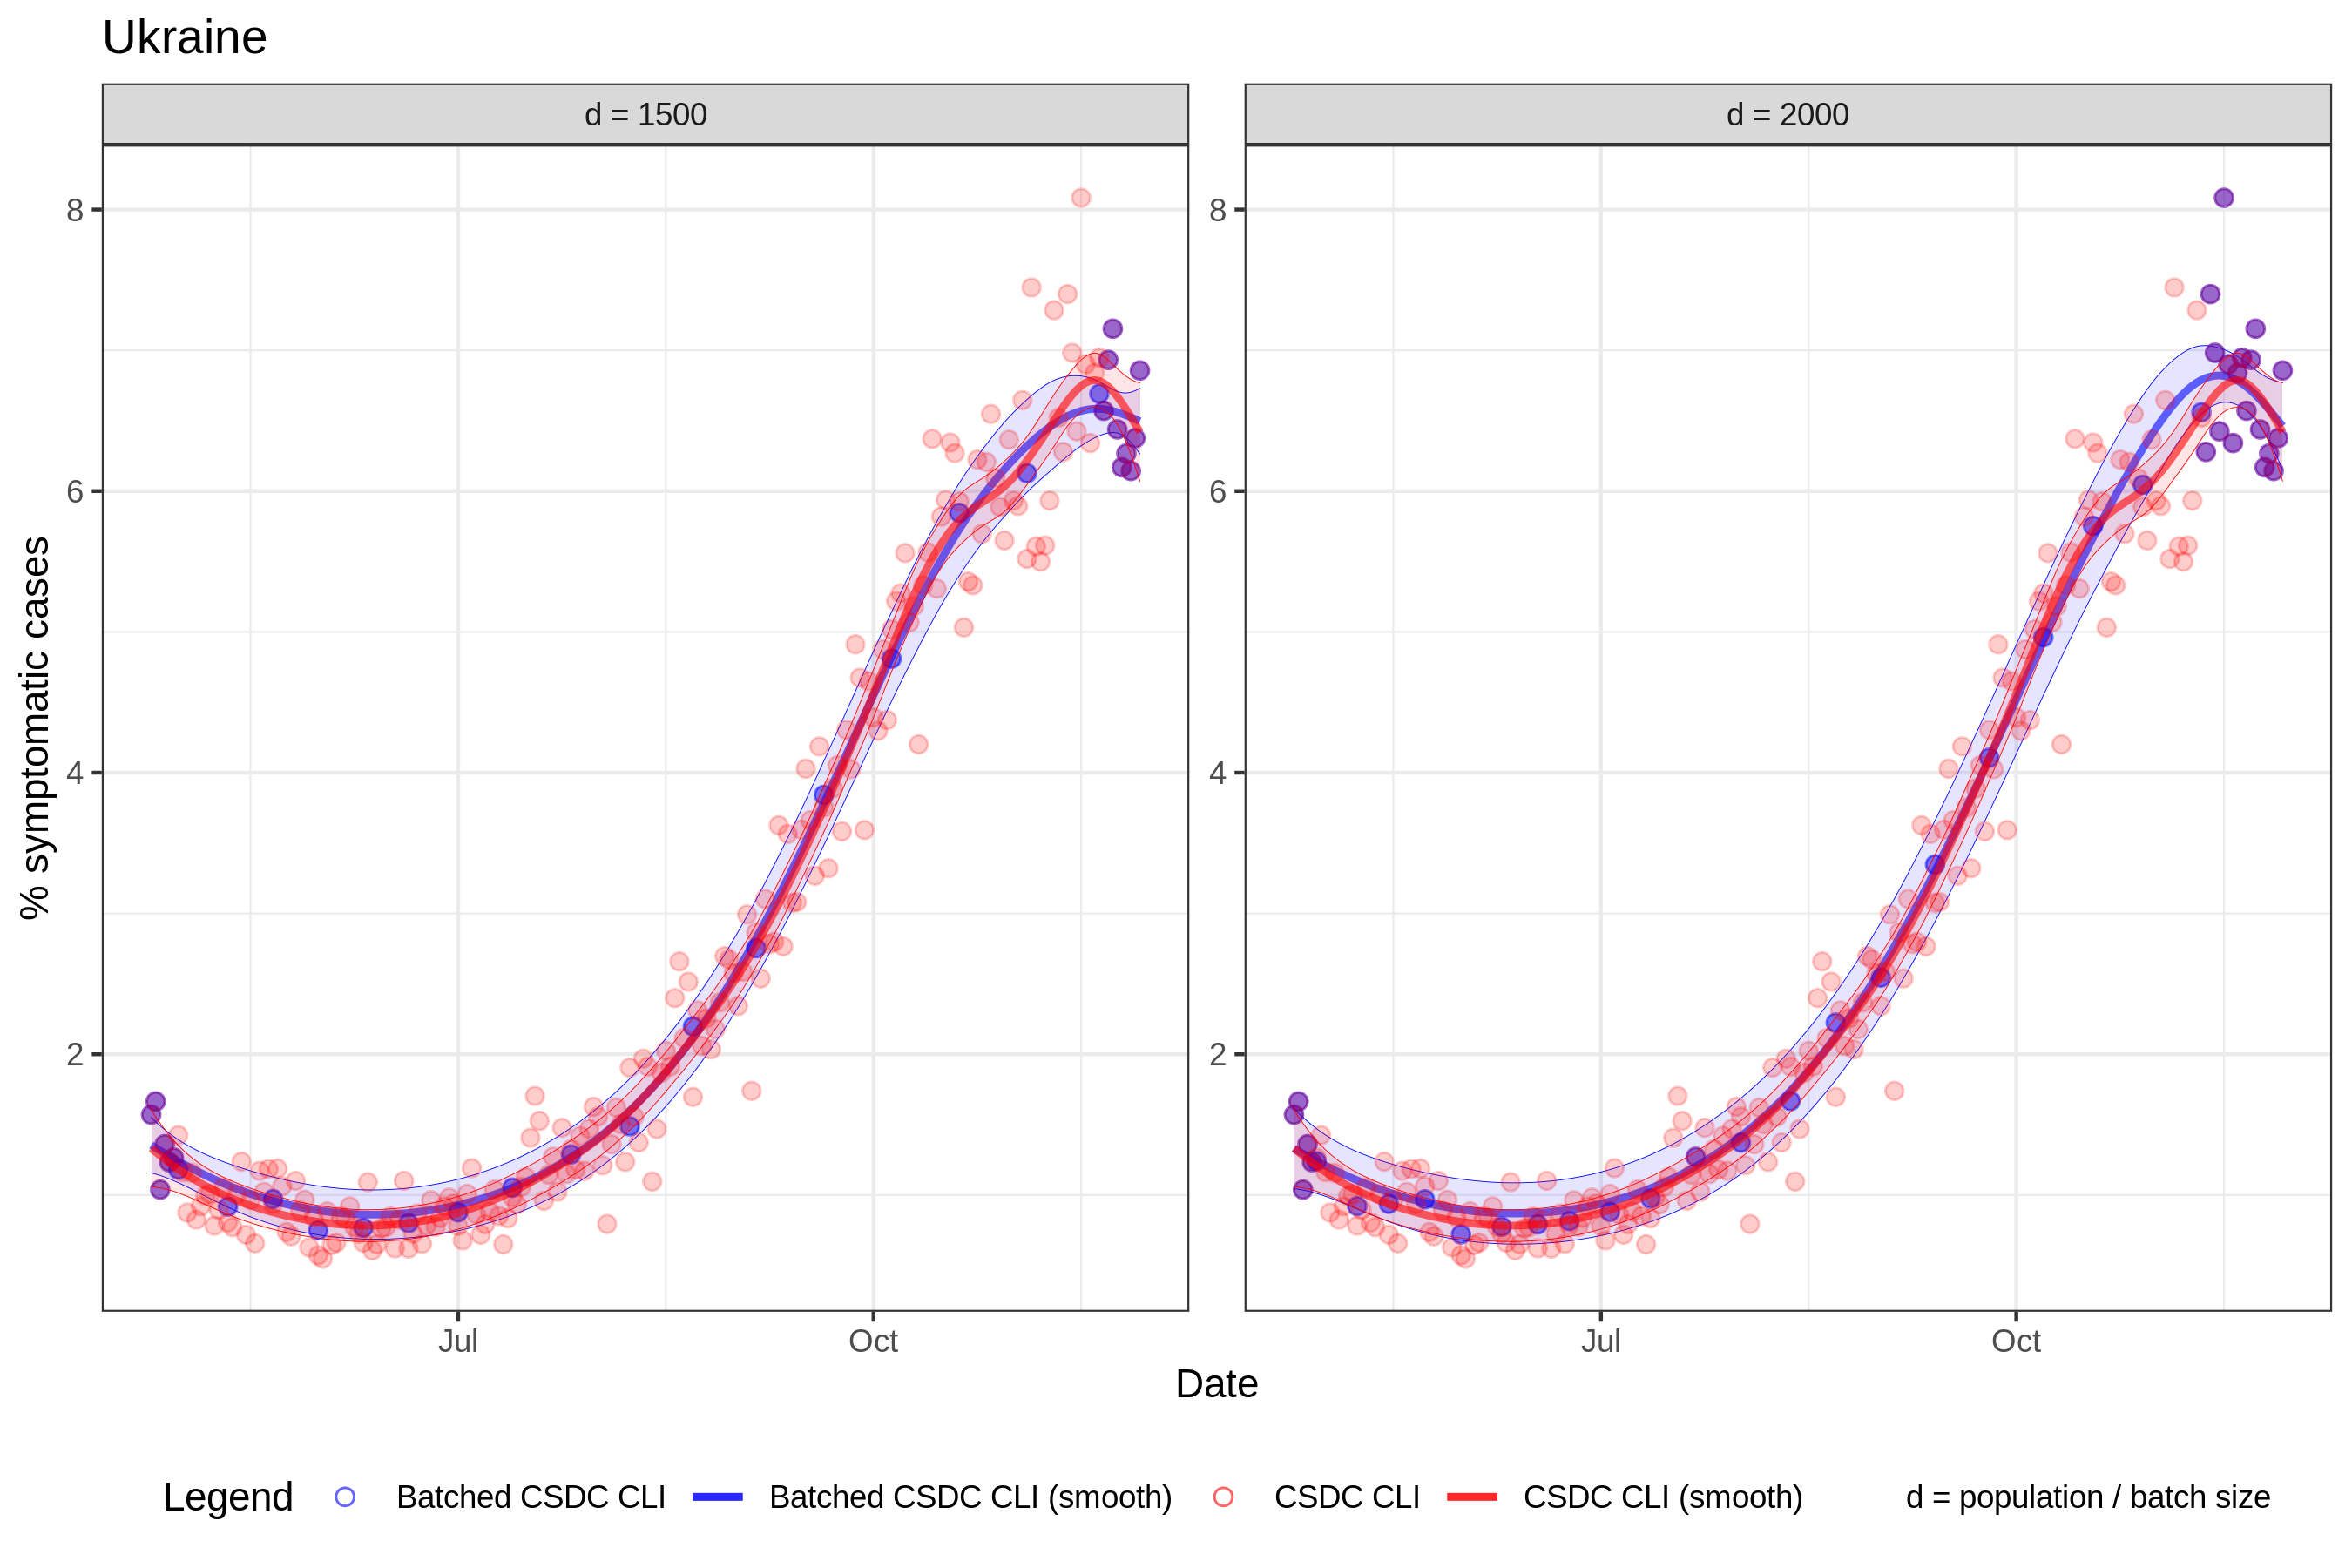 Ukraine
d = 1500
d = 2000
% symptomatic cases
8
6
4
2
8
6
4
2
Jul
Oct
Jul
Oct
Date
Legend
Batched CSDC CLI
Batched CSDC CLI (smooth)
CSDC CLI
CSDC CLI (smooth)
d = population / batch size